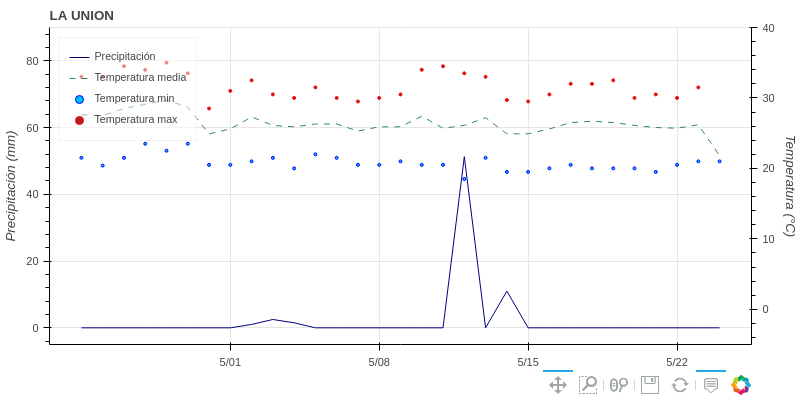 LA UNION
Precipitación
Temperatura media
Temperatura min
Temperatura max
Precipitación (mm)
80
60
40
20
0
Temperatura (°C)
40
30
20
10
0
5/01
5/08
5/15
5/22